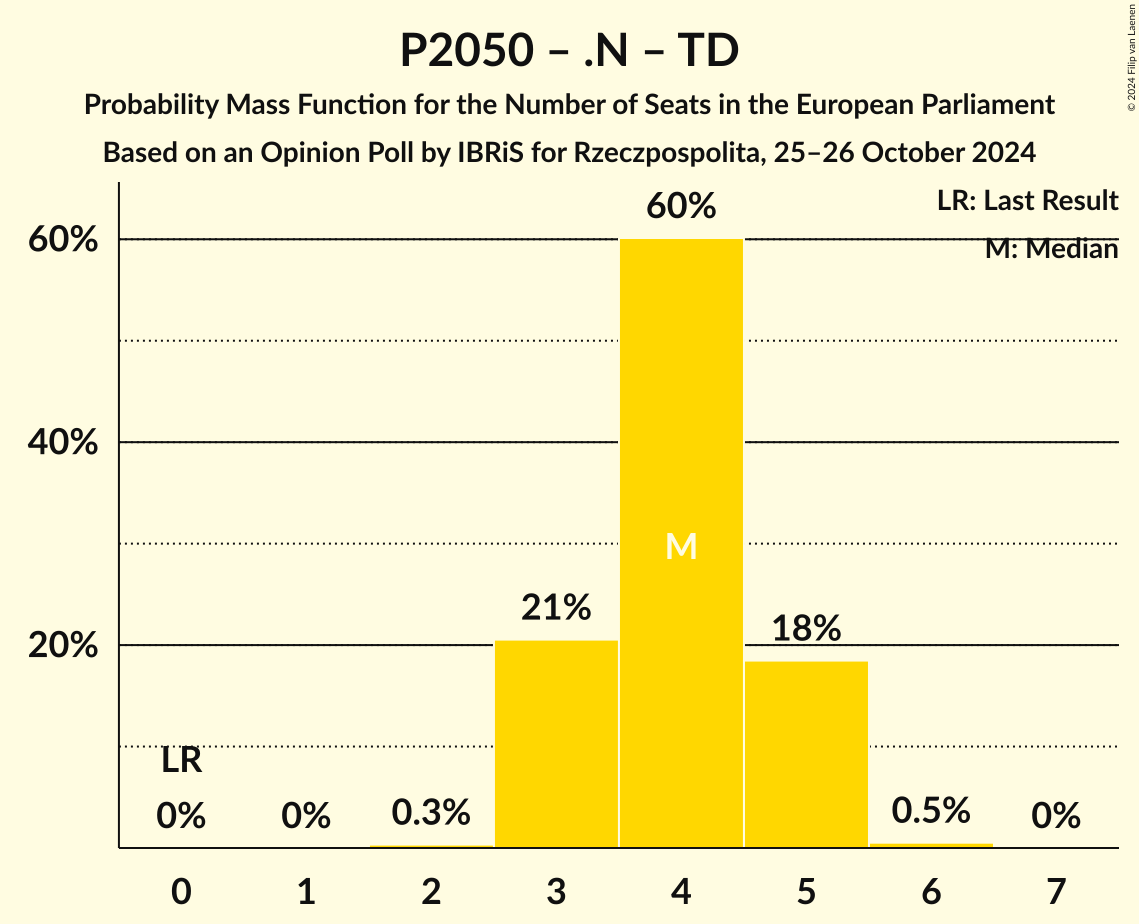 P2050 – .N – TD
Probability Mass Function for the Number of Seats in the European Parliament
Based on an Opinion Poll by IBRiS for Rzeczpospolita, 25–26 October 2024
© 2024 Filip van Laenen
LR: Last Result
M: Median
60%
40%
20%
LR
0%
0%
0.3%
21%
60%
M
18%
0.5%
0%
0 1 2 3 4 5 6 7